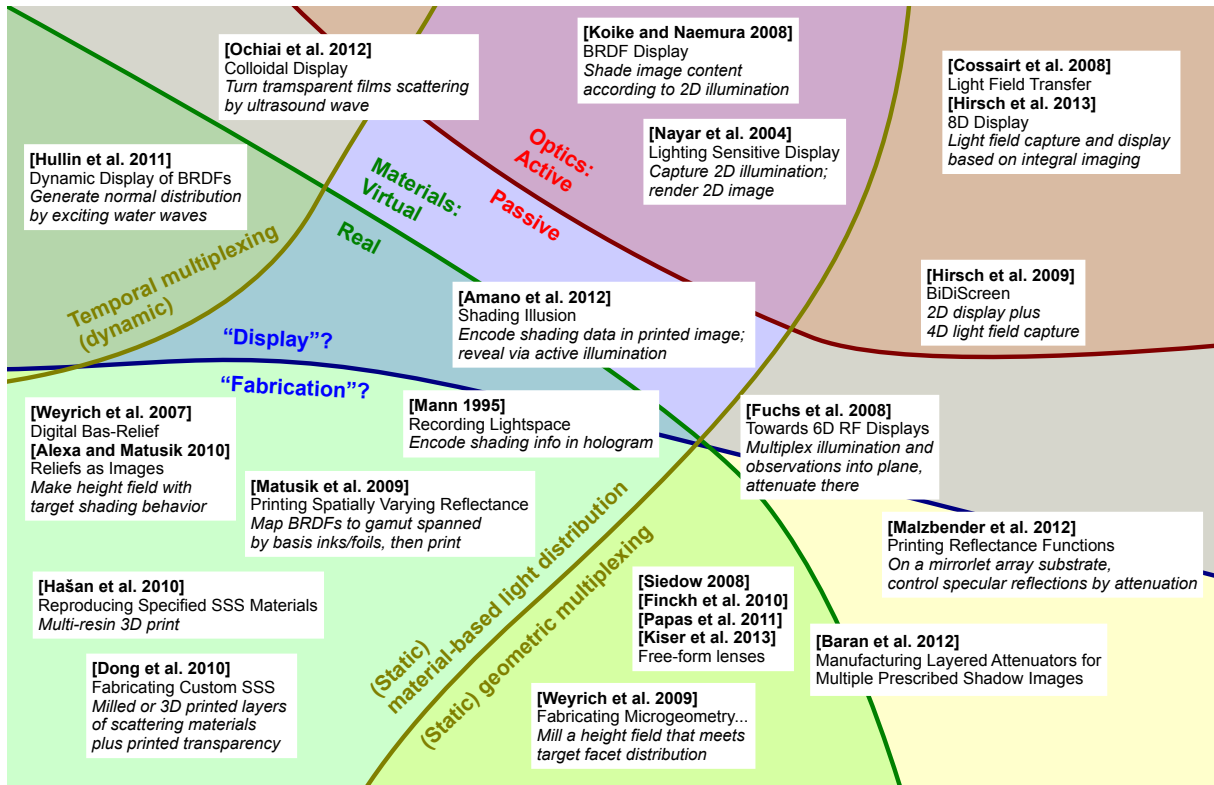 [Ochiai et al. 2012]
Colloidal Display
Turn transparent films scattering
by ultrasound wave
[Koike and Naemura 2008]
BRDF Display
Shade image content
according to 2D illumination
[Cossairt et al. 2008]
Light Field Transfer
[Hirsch et al. 2013]
8D Display
Light field capture and display
based on integral imaging
[Hullin et al. 2011]
Dynamic Display of BRDFs
Generate normal distribution
by exciting water waves
[Nayar et al. 2004]
Lighting Sensitive Display
Capture 2D illumination;
render 2D image
Optics:
Active
Passive
Materials:
Virtual
Real
Temporal multiplexing
(dynamic)
[Hirsch et al. 2009]
BiDiScreen
2D display plus
4D light field capture
[Amano et al. 2012]
Shading Illusion
Encode shading data in printed image;
reveal via active illumination
“Display”?
“Fabrication”?
[Weyrich et al. 2007]
Digital Bas-Relief
[Alexa and Matusik 2010]
Reliefs as Images
Make height field with
target shading behavior
[Mann 1995]
Recording Lightspace
Encode shading info in hologram
[Fuchs et al. 2008]
Towards 6D RF Displays
Multiplex illumination and
observations into plane,
attenuate there
[Matusik et al. 2009]
Printing Spatially Varying Reflectance
Map BRDFs to gamut spanned
by basis inks/foils, then print
[Malzbender et al. 2012]
Printing Reflectance Functions
On a mirrorlet array substrate,
control specular reflections by attenuation
[Hašan et al. 2010]
Reproducing Specified SSS Materials
Multi-resin 3D print
(Static)
material-based light distribution
(Static) geometric multiplexing
[Siedow 2008]
[Finckh et al. 2010]
[Papas et al. 2011]
[Kiser et al. 2013]
Free-form lenses
[Baran et al. 2012]
Manufacturing Layered Attenuators for
Multiple Prescribed Shadow Images
[Dong et al. 2010]
Fabricating Custom SSS
Milled or 3D printed layers
of scattering materials
plus printed transparency
[Weyrich et al. 2009]
Fabricating Microgeometry...
Mill a height field that meets
target facet distribution